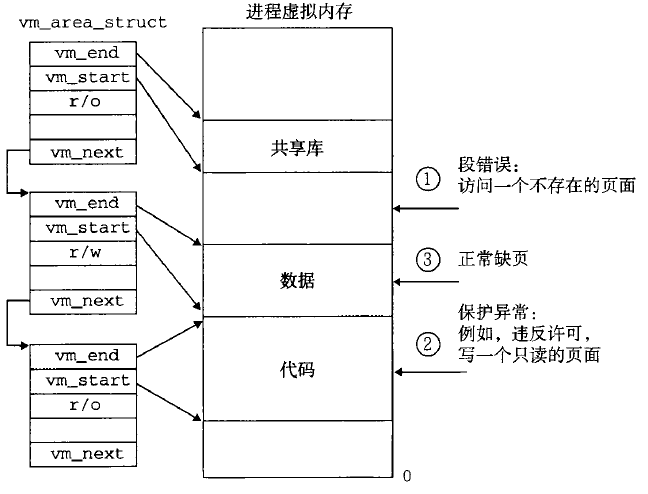 进程虚拟内存
vm_area_struct
vm_end
vm_start
r/o
vm_next
vm_end
vm_start
r/w
vm_next
vm_end
vm_start
r/o
vm_next
共享库
数据
代码
0
① 段错误：
访问一个不存在的页面
③ 正常缺页
② 保护异常：
例如，违反许可，
写一个只读的页面